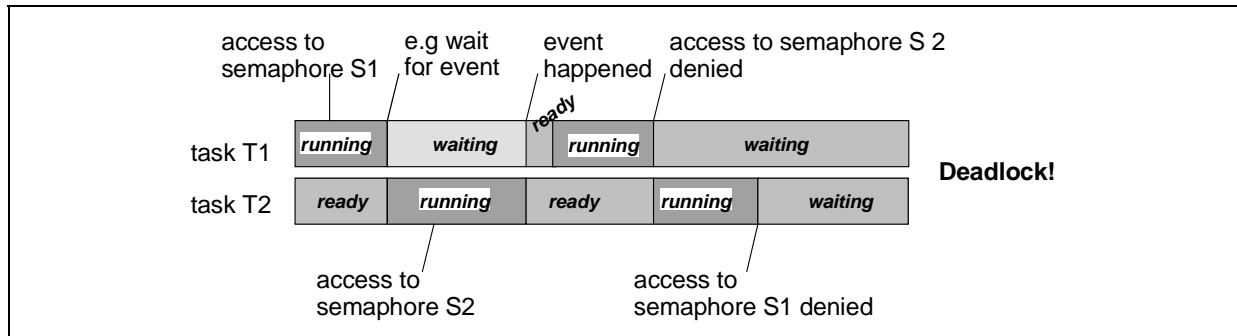 access to
semaphore S1
e.g wait
for event
event
happened
access to semaphore S 2
denied
ready
task T1
running
waiting
running
waiting
Deadlock!
task T2
ready
running
ready
running
waiting
access to
semaphore S2
access to
semaphore S1 denied